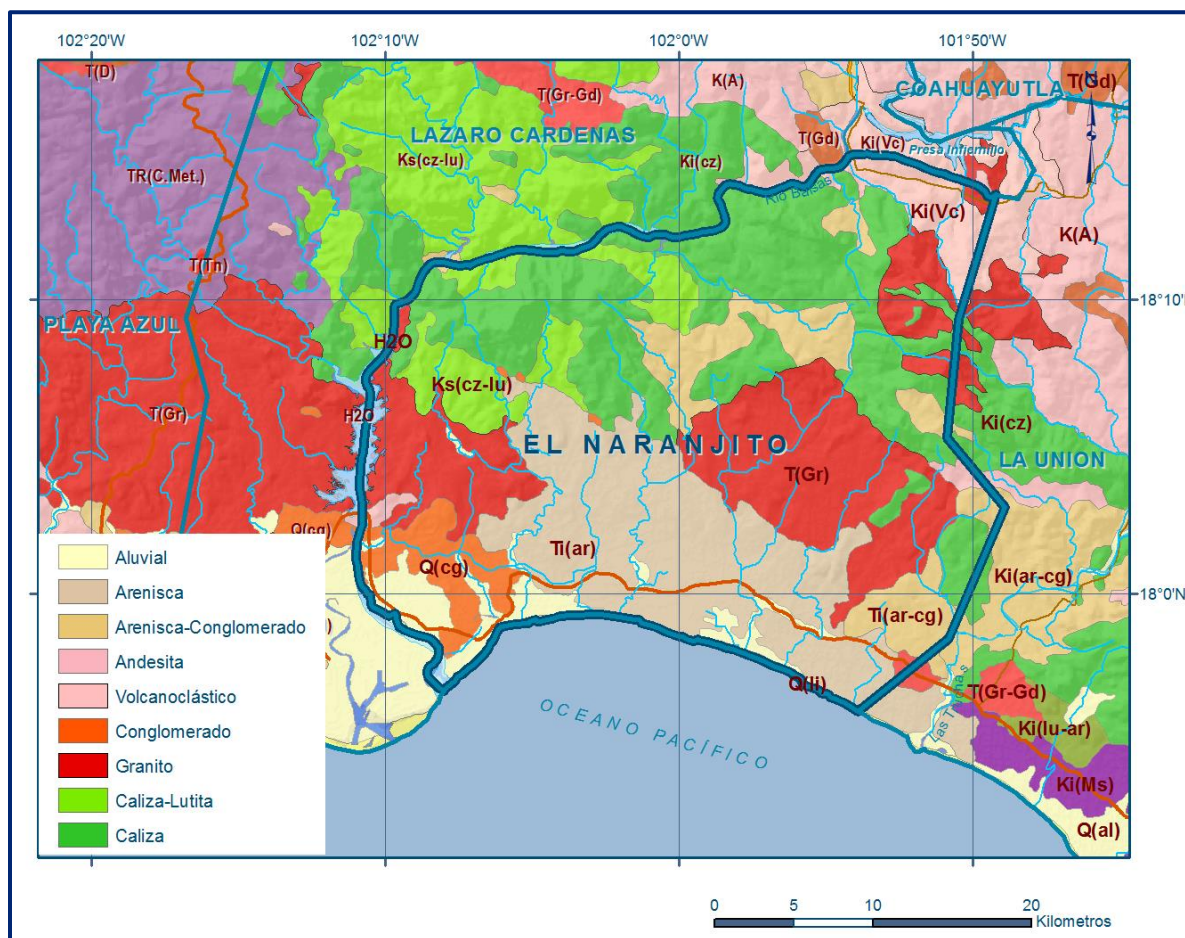 102°20'W
102°10'W
102°0'W
101°50'W
T(D)
N
COAHUAYUTLA
T(Gd)
T(Gr-Gd)
K(A)
LAZARO CARDENAS
Ki(Vc)
T(Gd)
Presa Infiernillo
Ks(cz-lu)
Ki(cz)
TR(C.Met.)
Rio Balsas
Ki(Vc)
K(A)
T(Tn)
18°10'N
PLAYA AZUL
H2O
Ks(cz-lu)
H2O
T(Gr)
Ki(cz)
EL NARANJITO
LA UNION
T(Gr)
Q(cg)
Ti(ar)
Q(cg)
Ki(ar-cg)
18°0'N
Ti(ar-cg)
Q(li)
T(Gr-Gd)
Ki(lu-ar)
OCEANO PACÍFICO
Ki(Ms)
Q(al)
Aluvial
Arenisca
Arenisca-Conglomerado
Andesita
Volcanoclástico
Conglomerado
Granito
Caliza-Lutita
Caliza
0 5 10 20
Kilometros